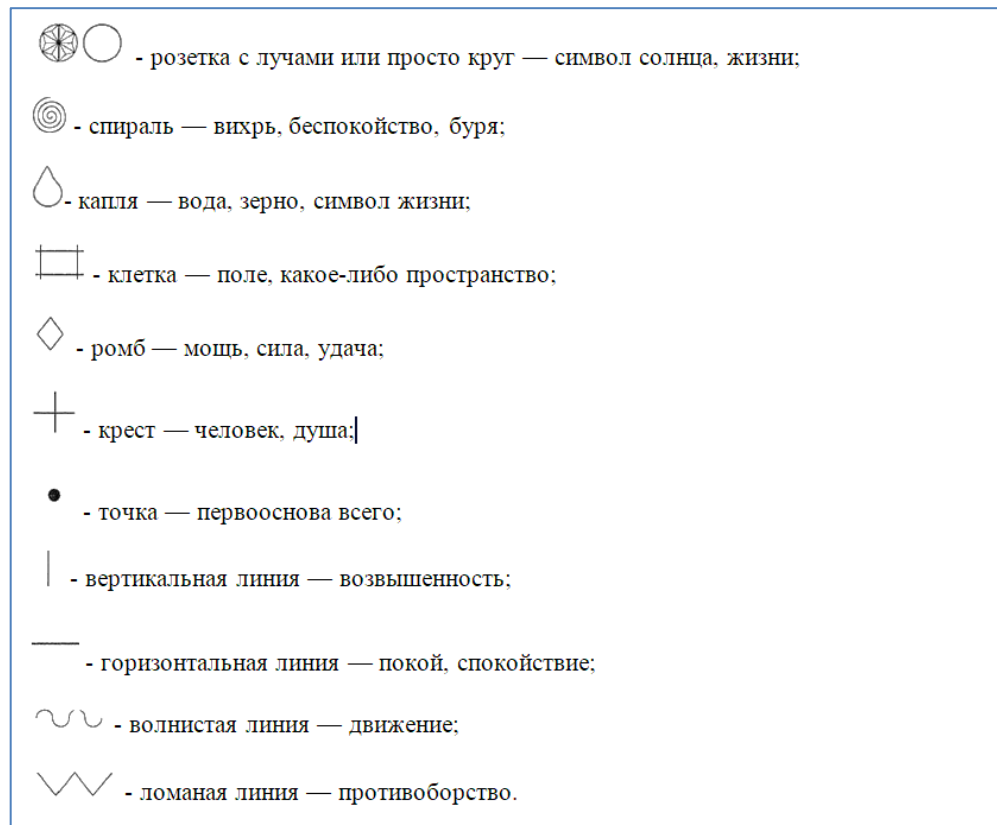 - розетка с лучами или просто круг — символ солнца, жизни;
- спираль — вихрь, беспокойство, буря;
- капля — вода, зерно, символ жизни;
- клетка — поле, какое-либо пространство;
- ромб — мощь, сила, удача;
- крест — человек, душа;
- точка — первооснова всего;
- вертикальная линия — возвышенность;
- горизонтальная линия — покой, спокойствие;
- волнистая линия — движение;
- ломаная линия — противоборство.